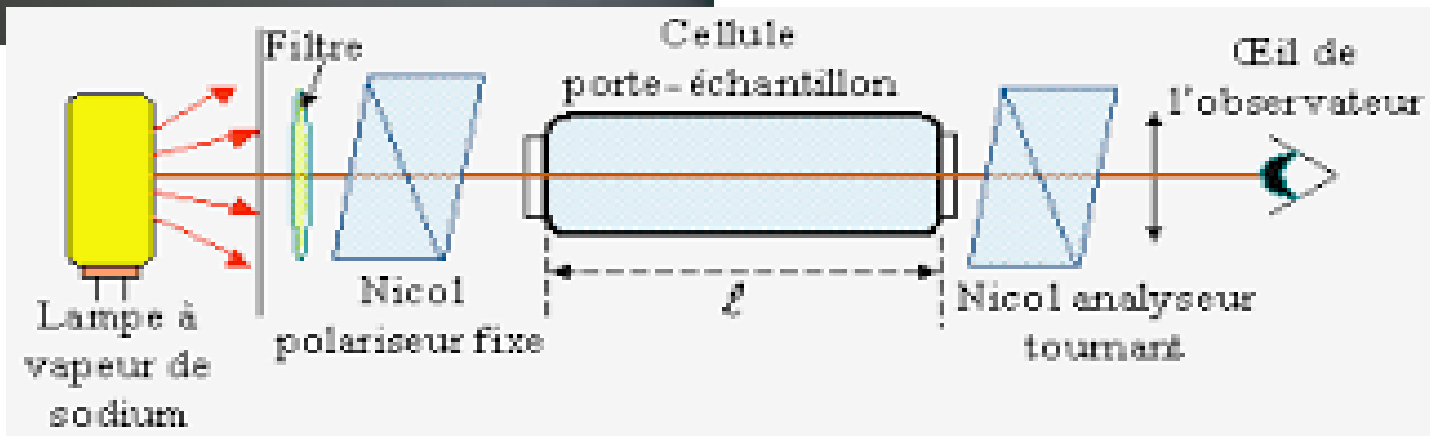 Filtre
Cellule
porte-échantillon
Œil de
l'observateur
Nicol
polariseur fixe
ℓ
Nicol analyseur
tournant
Lampe à
vapeur de
sodium